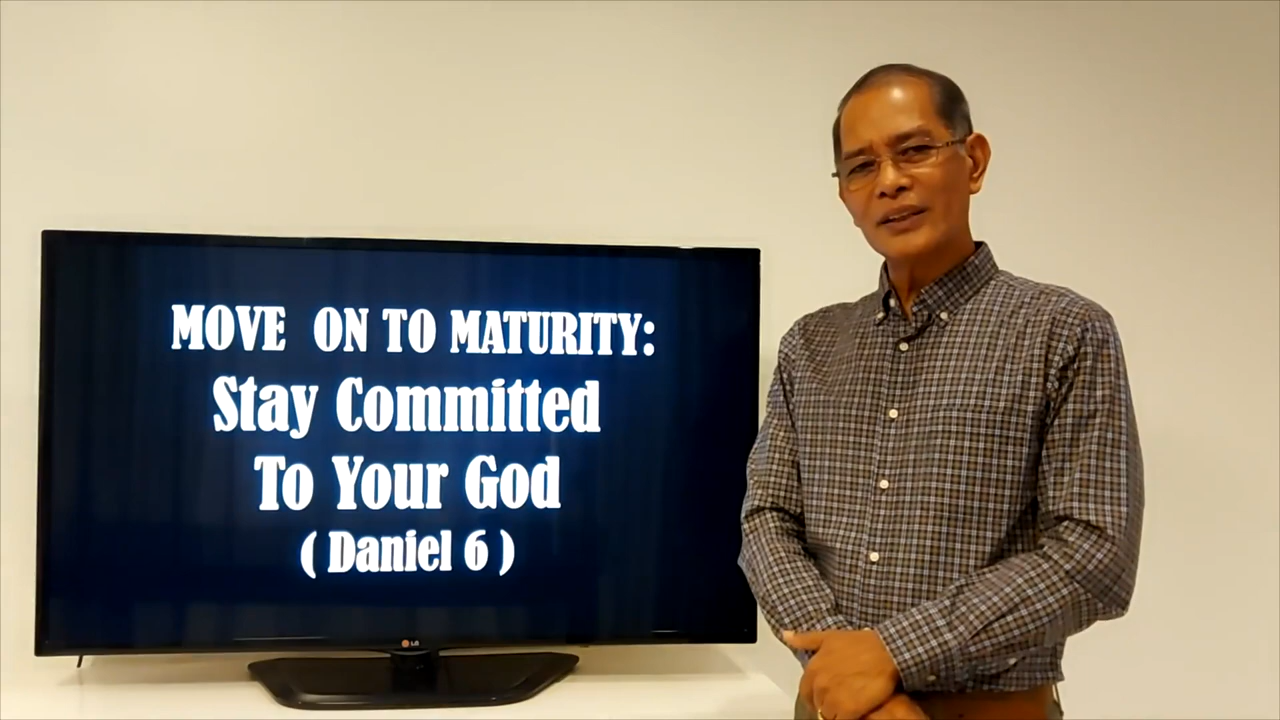 MOVE ON TO MATURITY:
Stay Committed
To Your God
( Daniel 6 )
LG